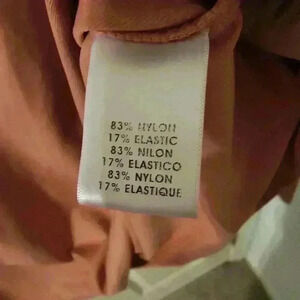 83% NYLON
17% ELASTIC
83% NILON
17% ELASTICO
83% NYLON
17% ELASTIQUE